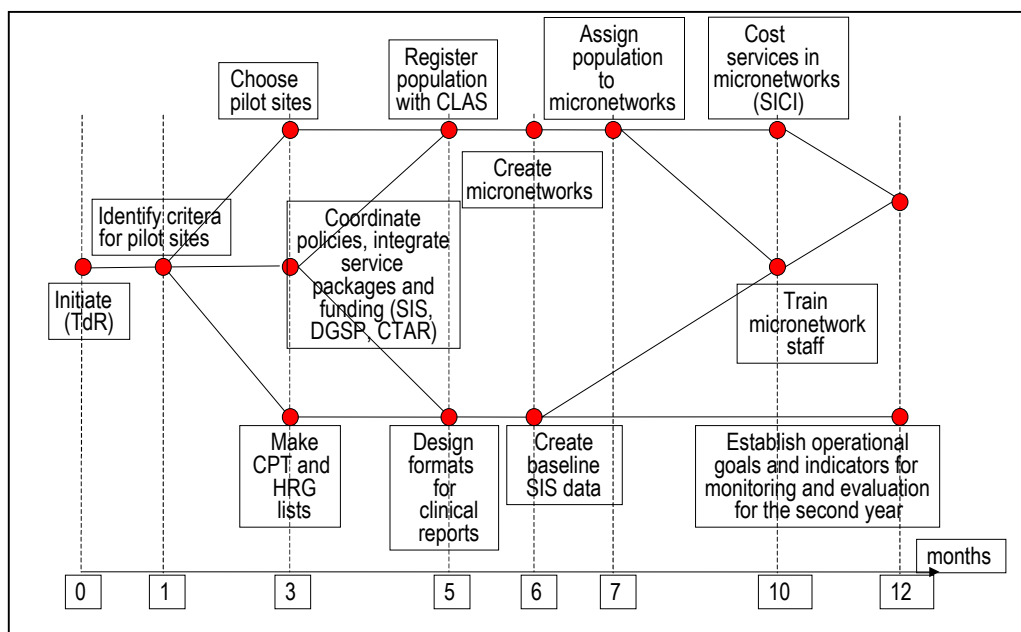 Choose
pilot sites
Register
population
with CLAS
Assign
population
to
micronetworks
Cost
services in
micronetworks
(SICI)
Create
micronetworks
Identify critera
for pilot sites
Coordinate
policies, integrate
service
packages and
funding (SIS,
DGSP, CTAR)
Initiate
(TdR)
Train
micronetwork
staff
Make
CPT and
HRG
lists
Design
formats
for
clinical
reports
Create
baseline
SIS data
Establish operational
goals and indicators for
monitoring and evaluation
for the second year
months
0 1 3 5 6 7 10 12